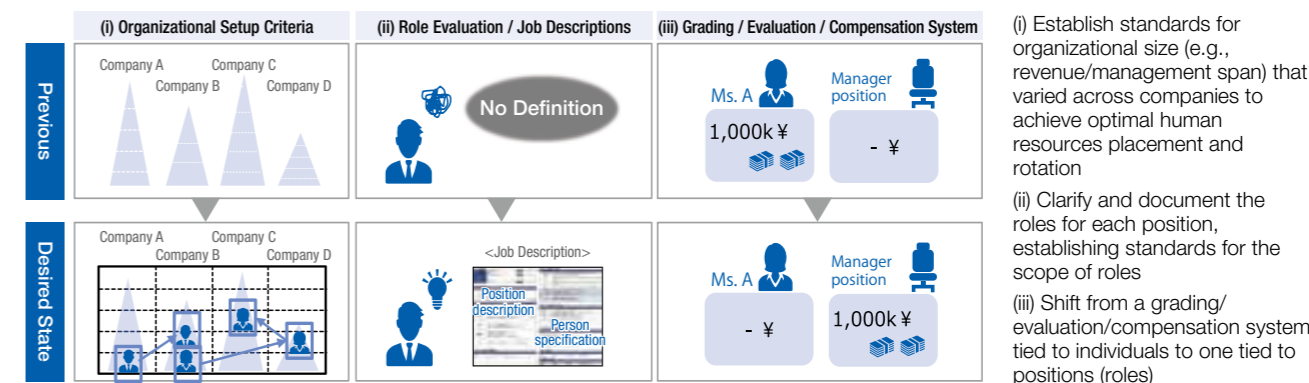 (i) Organizational Setup Criteria
(ii) Role Evaluation / Job Descriptions
(iii) Grading / Evaluation / Compensation System
Previous
Company A
Company B
Company C
Company D
No Definition
Ms. A
1,000k ¥
Manager
position
- ¥
Desired State
Company A
Company B
Company C
Company D
<Job Description>
Position
description
Person
specification
Ms. A
- ¥
Manager
position
1,000k ¥
(i) Establish standards for
organizational size (e.g.,
revenue/management span) that
varied across companies to
achieve optimal human
resources placement and
rotation
(ii) Clarify and document the
roles for each position,
establishing standards for the
scope of roles
(iii) Shift from a grading/
evaluation/compensation system
tied to individuals to one tied to
positions (roles)